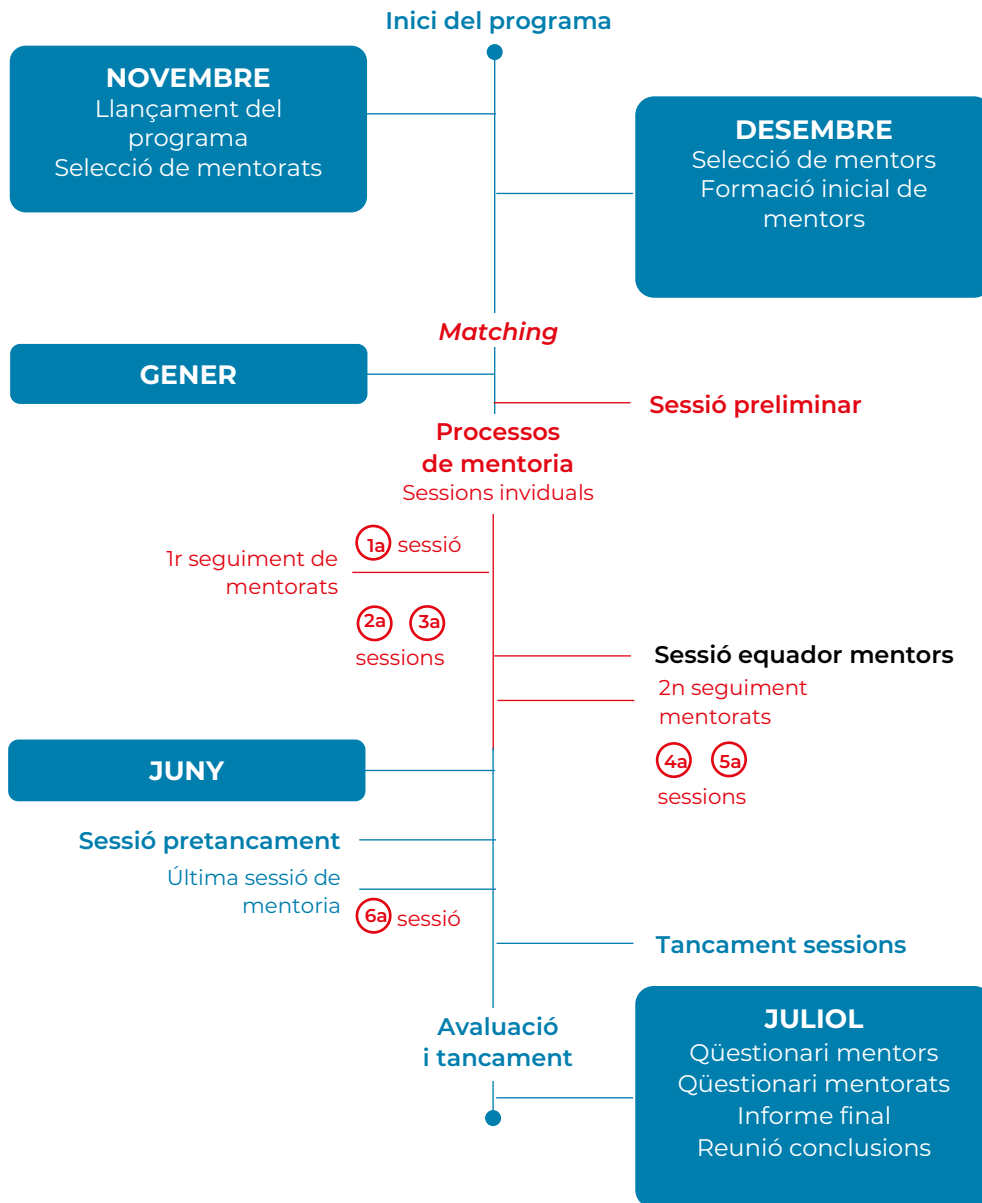 Inici del programa
NOVEMBRE
Llançament del
programa
Selecció de mentorats
DESEMBRE
Selecció de mentors
Formació inicial de
mentors
Matching
GENER
Sessió preliminar
Processos
de mentoria
Sessions inviduals
1a sessió
1r seguiment de
mentorats
2a 3a
sessions
Sessió equador mentors
2n seguiment
mentorats
4a 5a
sessions
JUNY
Sessió pretancament
Última sessió de
mentoria
6a sessió
Tancament sessions
Avaluació
i tancament
JULIOL
Qüestionari mentors
Qüestionari mentorats
Informe final
Reunió conclusions